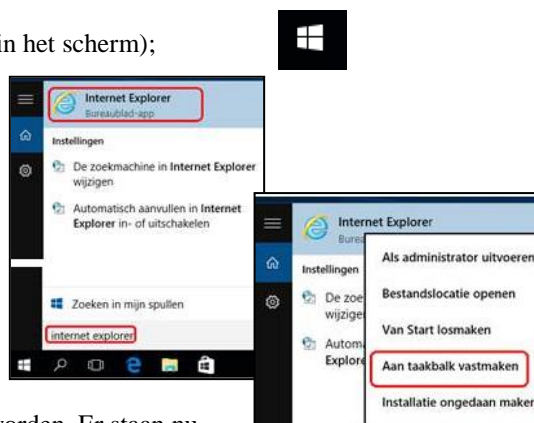 in het scherm);
Internet Explorer
Bureaublad-app
Instellingen
De zoekmachine in Internet Explorer
wijzigen
Automatisch aanvullen in Internet
Explorer in- of uitschakelen
Zoeken in mijn spullen
internet explorer
Internet Explorer
Burea
Instellingen
De zoe
wijzige
Autom
Explore
Als administrator uitvoeren
Bestandslocatie openen
Van Start losmaken
Aan taakbalk vastmaken
Installatie ongedaan maken
worden. Er staan nu